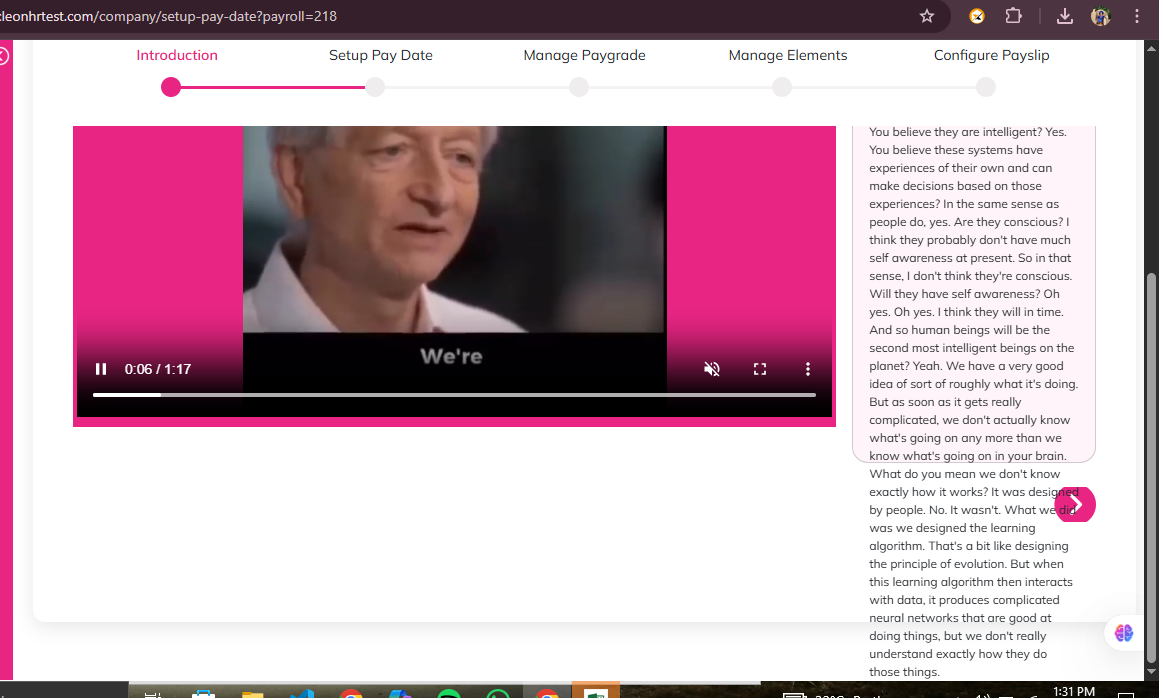 leonhrtest.com/company/setup-pay-date?payroll=218
Introduction
Setup Pay Date
Manage Paygrade
Manage Elements
Configure Payslip
We're
0:06 / 1:17
You believe they are intelligent? Yes.
You believe these systems have
experiences of their own and can
make decisions based on those
experiences? In the same sense as
people do, yes. Are they conscious? I
think they probably don't have much
self awareness at present. So in that
sense, I don't think they're conscious.
Will they have self awareness? Oh
yes. Oh yes. I think they will in time.
And so human beings will be the
second most intelligent beings on the
planet? Yeah. We have a very good
idea of sort of roughly what it's doing.
But as soon as it gets really
complicated, we don't actually know
what's going on any more than we
know what's going on in your brain.
What do you mean we don't know
exactly how it works? It was designed
by people. No. It wasn't. What we did
was we designed the learning
algorithm. That's a bit like designing
the principle of evolution. But when
this learning algorithm then interacts
with data, it produces complicated
neural networks that are good at
doing things, but we don't really
understand exactly how they do
those things.
1:31 PM